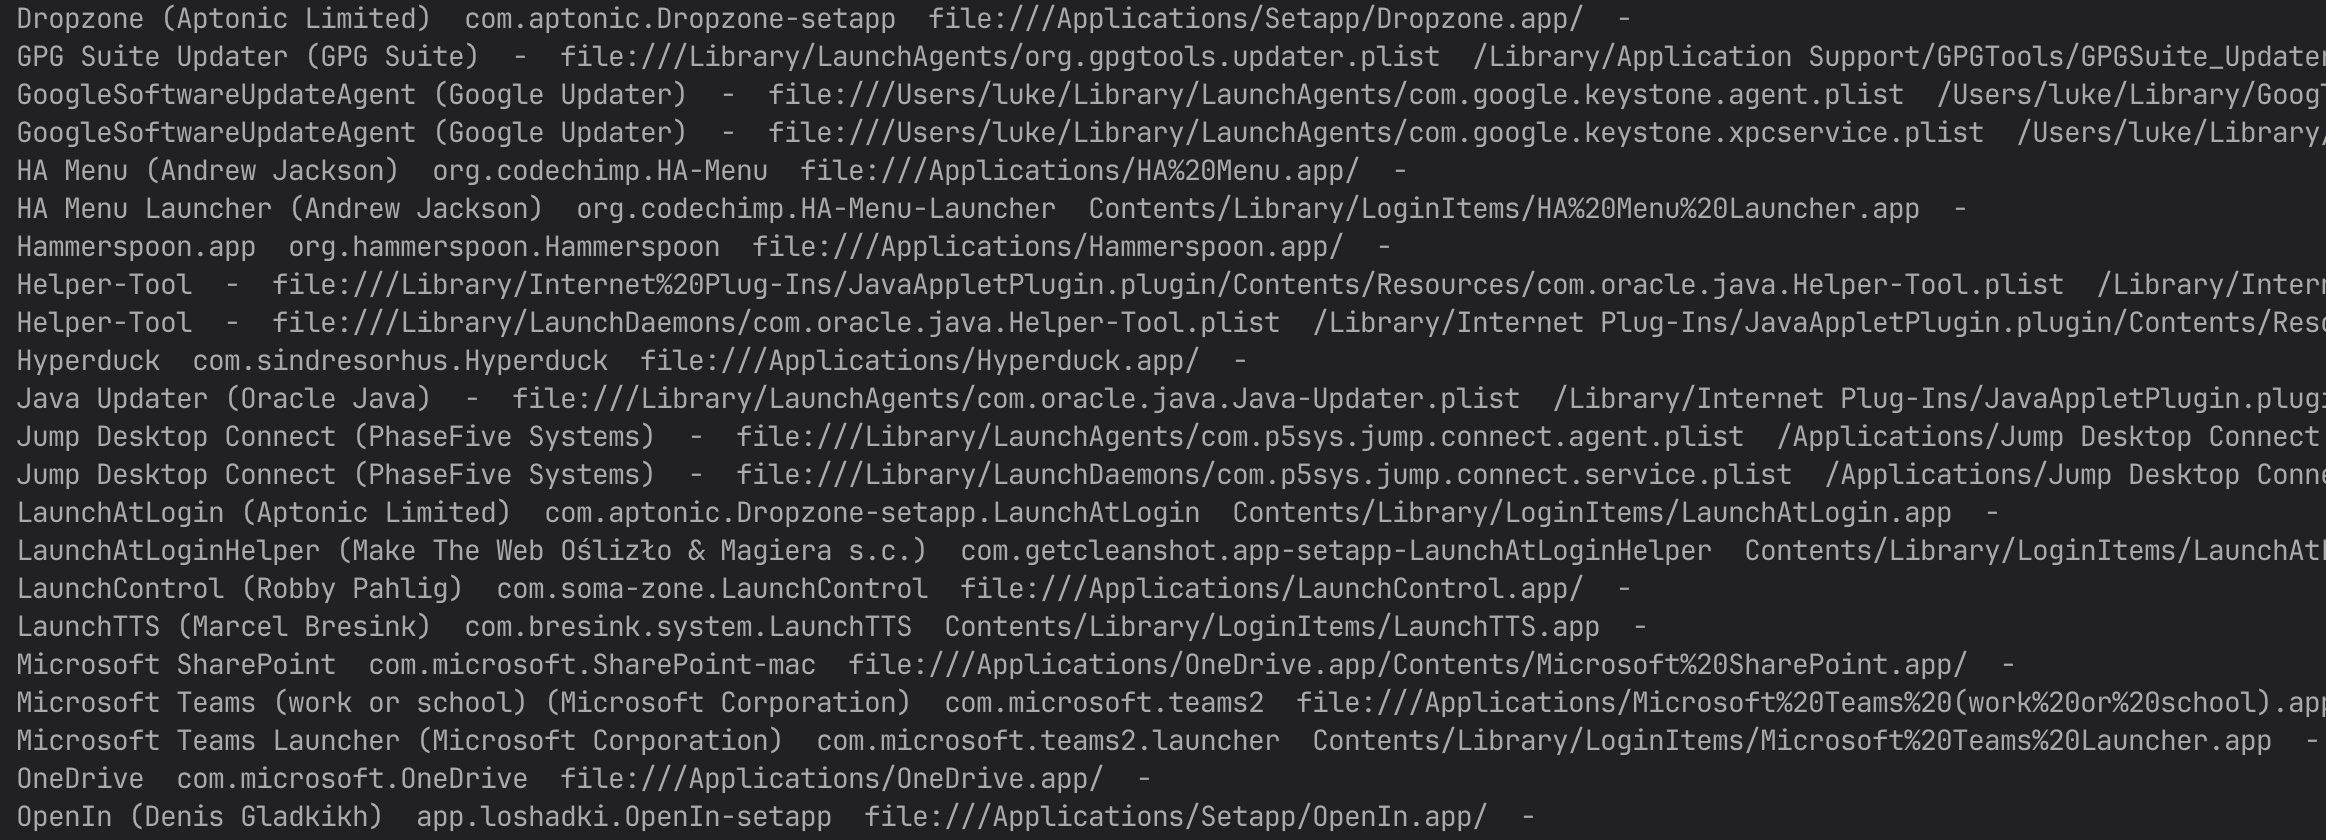 Dropzone (Aptonic Limited)  com.aptonic.Dropzone-setapp  file:///Applications/Setapp/Dropzone.app/  -
GPG Suite Updater (GPG Suite)  -  file:///Library/LaunchAgents/org.gpgtools.updater.plist  /Library/Application Support/GPGTools/GPGSuite_Updater
GoogleSoftwareUpdateAgent (Google Updater)  -  file:///Users/luke/Library/LaunchAgents/com.google.keystone.agent.plist  /Users/luke/Library/Googl
GoogleSoftwareUpdateAgent (Google Updater)  -  file:///Users/luke/Library/LaunchAgents/com.google.keystone.xpcservice.plist  /Users/luke/Library/
HA Menu (Andrew Jackson)  org.codechimp.HA-Menu  file:///Applications/HA%20Menu.app/  -
HA Menu Launcher (Andrew Jackson)  org.codechimp.HA-Menu-Launcher  Contents/Library/LoginItems/HA%20Menu%20Launcher.app  -
Hammerspoon.app  org.hammerspoon.Hammerspoon  file:///Applications/Hammerspoon.app/  -
Helper-Tool  -  file:///Library/Internet%20Plug-Ins/JavaAppletPlugin.plugin/Contents/Resources/com.oracle.java.Helper-Tool.plist  /Library/Intern
Helper-Tool  -  file:///Library/LaunchDaemons/com.oracle.java.Helper-Tool.plist  /Library/Internet Plug-Ins/JavaAppletPlugin.plugin/Contents/Reso
Hyperduck  com.sindresorhus.Hyperduck  file:///Applications/Hyperduck.app/  -
Java Updater (Oracle Java)  -  file:///Library/LaunchAgents/com.oracle.java.Java-Updater.plist  /Library/Internet Plug-Ins/JavaAppletPlugin.plugi
Jump Desktop Connect (PhaseFive Systems)  -  file:///Library/LaunchAgents/com.p5sys.jump.connect.agent.plist  /Applications/Jump Desktop Connect
Jump Desktop Connect (PhaseFive Systems)  -  file:///Library/LaunchDaemons/com.p5sys.jump.connect.service.plist  /Applications/Jump Desktop Conne
LaunchAtLogin (Aptonic Limited)  com.aptonic.Dropzone-setapp.LaunchAtLogin  Contents/Library/LoginItems/LaunchAtLogin.app  -
LaunchAtLoginHelper (Make The Web Oślizło & Magiera s.c.)  com.getcleanshot.app-setapp-LaunchAtLoginHelper  Contents/Library/LoginItems/LaunchAtL
LaunchControl (Robby Pahlig)  com.soma-zone.LaunchControl  file:///Applications/LaunchControl.app/  -
LaunchTTS (Marcel Bresink)  com.bresink.system.LaunchTTS  Contents/Library/LoginItems/LaunchTTS.app  -
Microsoft SharePoint  com.microsoft.SharePoint-mac  file:///Applications/OneDrive.app/Contents/Microsoft%20SharePoint.app/  -
Microsoft Teams (work or school) (Microsoft Corporation)  com.microsoft.teams2  file:///Applications/Microsoft%20Teams%20(work%20or%20school).app
Microsoft Teams Launcher (Microsoft Corporation)  com.microsoft.teams2.launcher  Contents/Library/LoginItems/Microsoft%20Teams%20Launcher.app  -
OneDrive  com.microsoft.OneDrive  file:///Applications/OneDrive.app/  -
OpenIn (Denis Gladkikh)  app.loshadki.OpenIn-setapp  file:///Applications/Setapp/OpenIn.app/  -